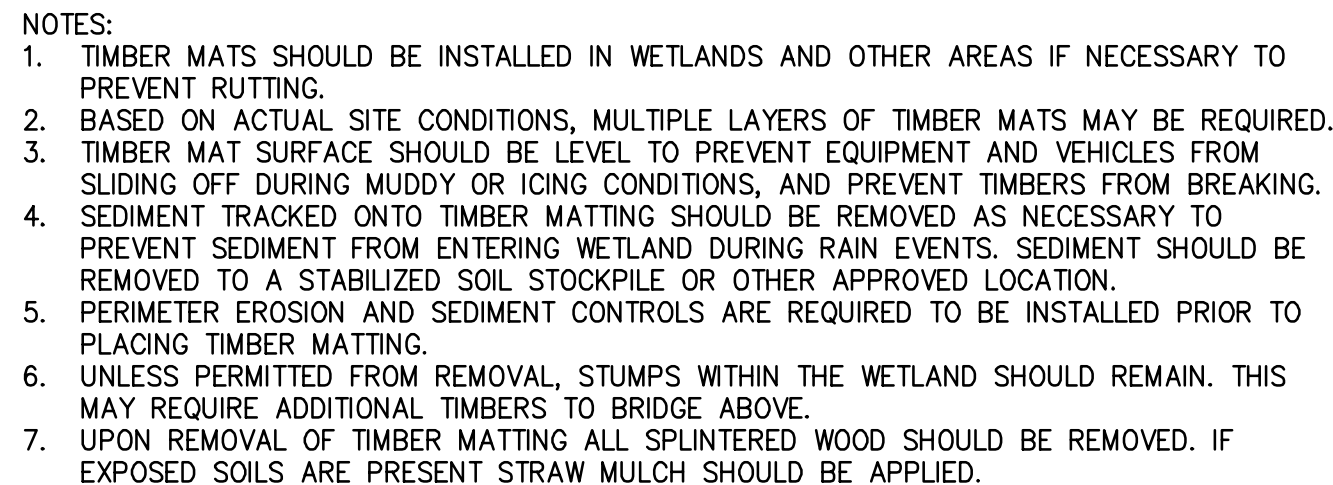 NOTES:
1. TIMBER MATS SHOULD BE INSTALLED IN WETLANDS AND OTHER AREAS IF NECESSARY TO
PREVENT RUTTING.
2. BASED ON ACTUAL SITE CONDITIONS, MULTIPLE LAYERS OF TIMBER MATS MAY BE REQUIRED.
3. TIMBER MAT SURFACE SHOULD BE LEVEL TO PREVENT EQUIPMENT AND VEHICLES FROM
SLIDING OFF DURING MUDDY OR ICING CONDITIONS, AND PREVENT TIMBERS FROM BREAKING.
4. SEDIMENT TRACKED ONTO TIMBER MATTING SHOULD BE REMOVED AS NECESSARY TO
PREVENT SEDIMENT FROM ENTERING WETLAND DURING RAIN EVENTS. SEDIMENT SHOULD BE
REMOVED TO A STABILIZED SOIL STOCKPILE OR OTHER APPROVED LOCATION.
5. PERIMETER EROSION AND SEDIMENT CONTROLS ARE REQUIRED TO BE INSTALLED PRIOR TO
PLACING TIMBER MATTING.
6. UNLESS PERMITTED FROM REMOVAL, STUMPS WITHIN THE WETLAND SHOULD REMAIN. THIS
MAY REQUIRE ADDITIONAL TIMBERS TO BRIDGE ABOVE.
7. UPON REMOVAL OF TIMBER MATTING ALL SPLINTERED WOOD SHOULD BE REMOVED. IF
EXPOSED SOILS ARE PRESENT STRAW MULCH SHOULD BE APPLIED.